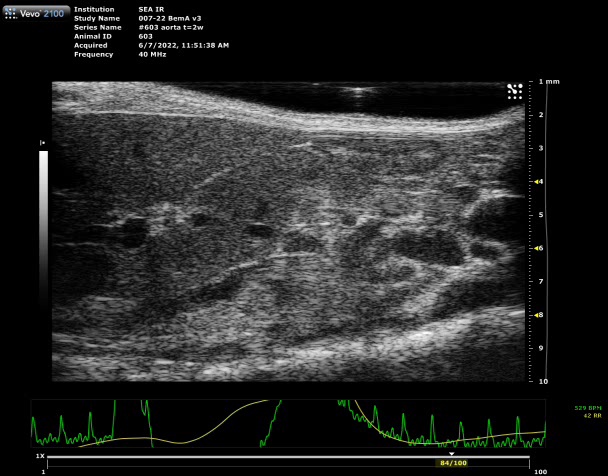 Vevo 2100
Institution SEA IR
Study Name 007-22 BemA v3
Series Name #603 aorta t=2w
Animal ID 603
Acquired 6/7/2022, 11:51:38 AM
Frequency 40 MHz
1 mm
2
3
4
5
6
7
8
9
10
529 BPM
42 RR
1X
84/100
1
100